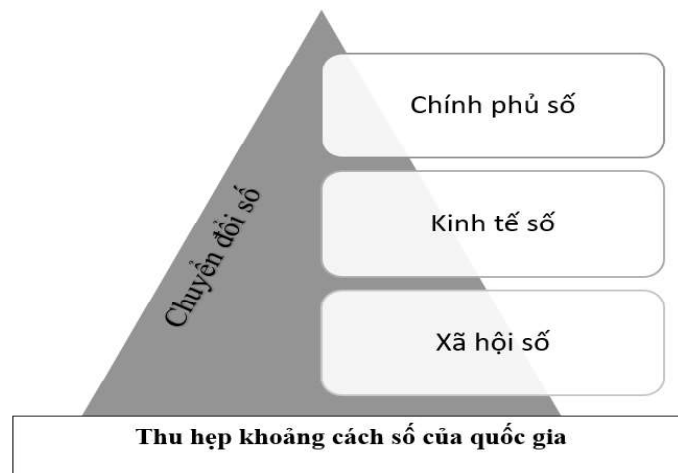 Chính phủ số
Kinh tế số
Xã hội số
Chuyển đổi số
Thu hẹp khoảng cách số của quốc gia